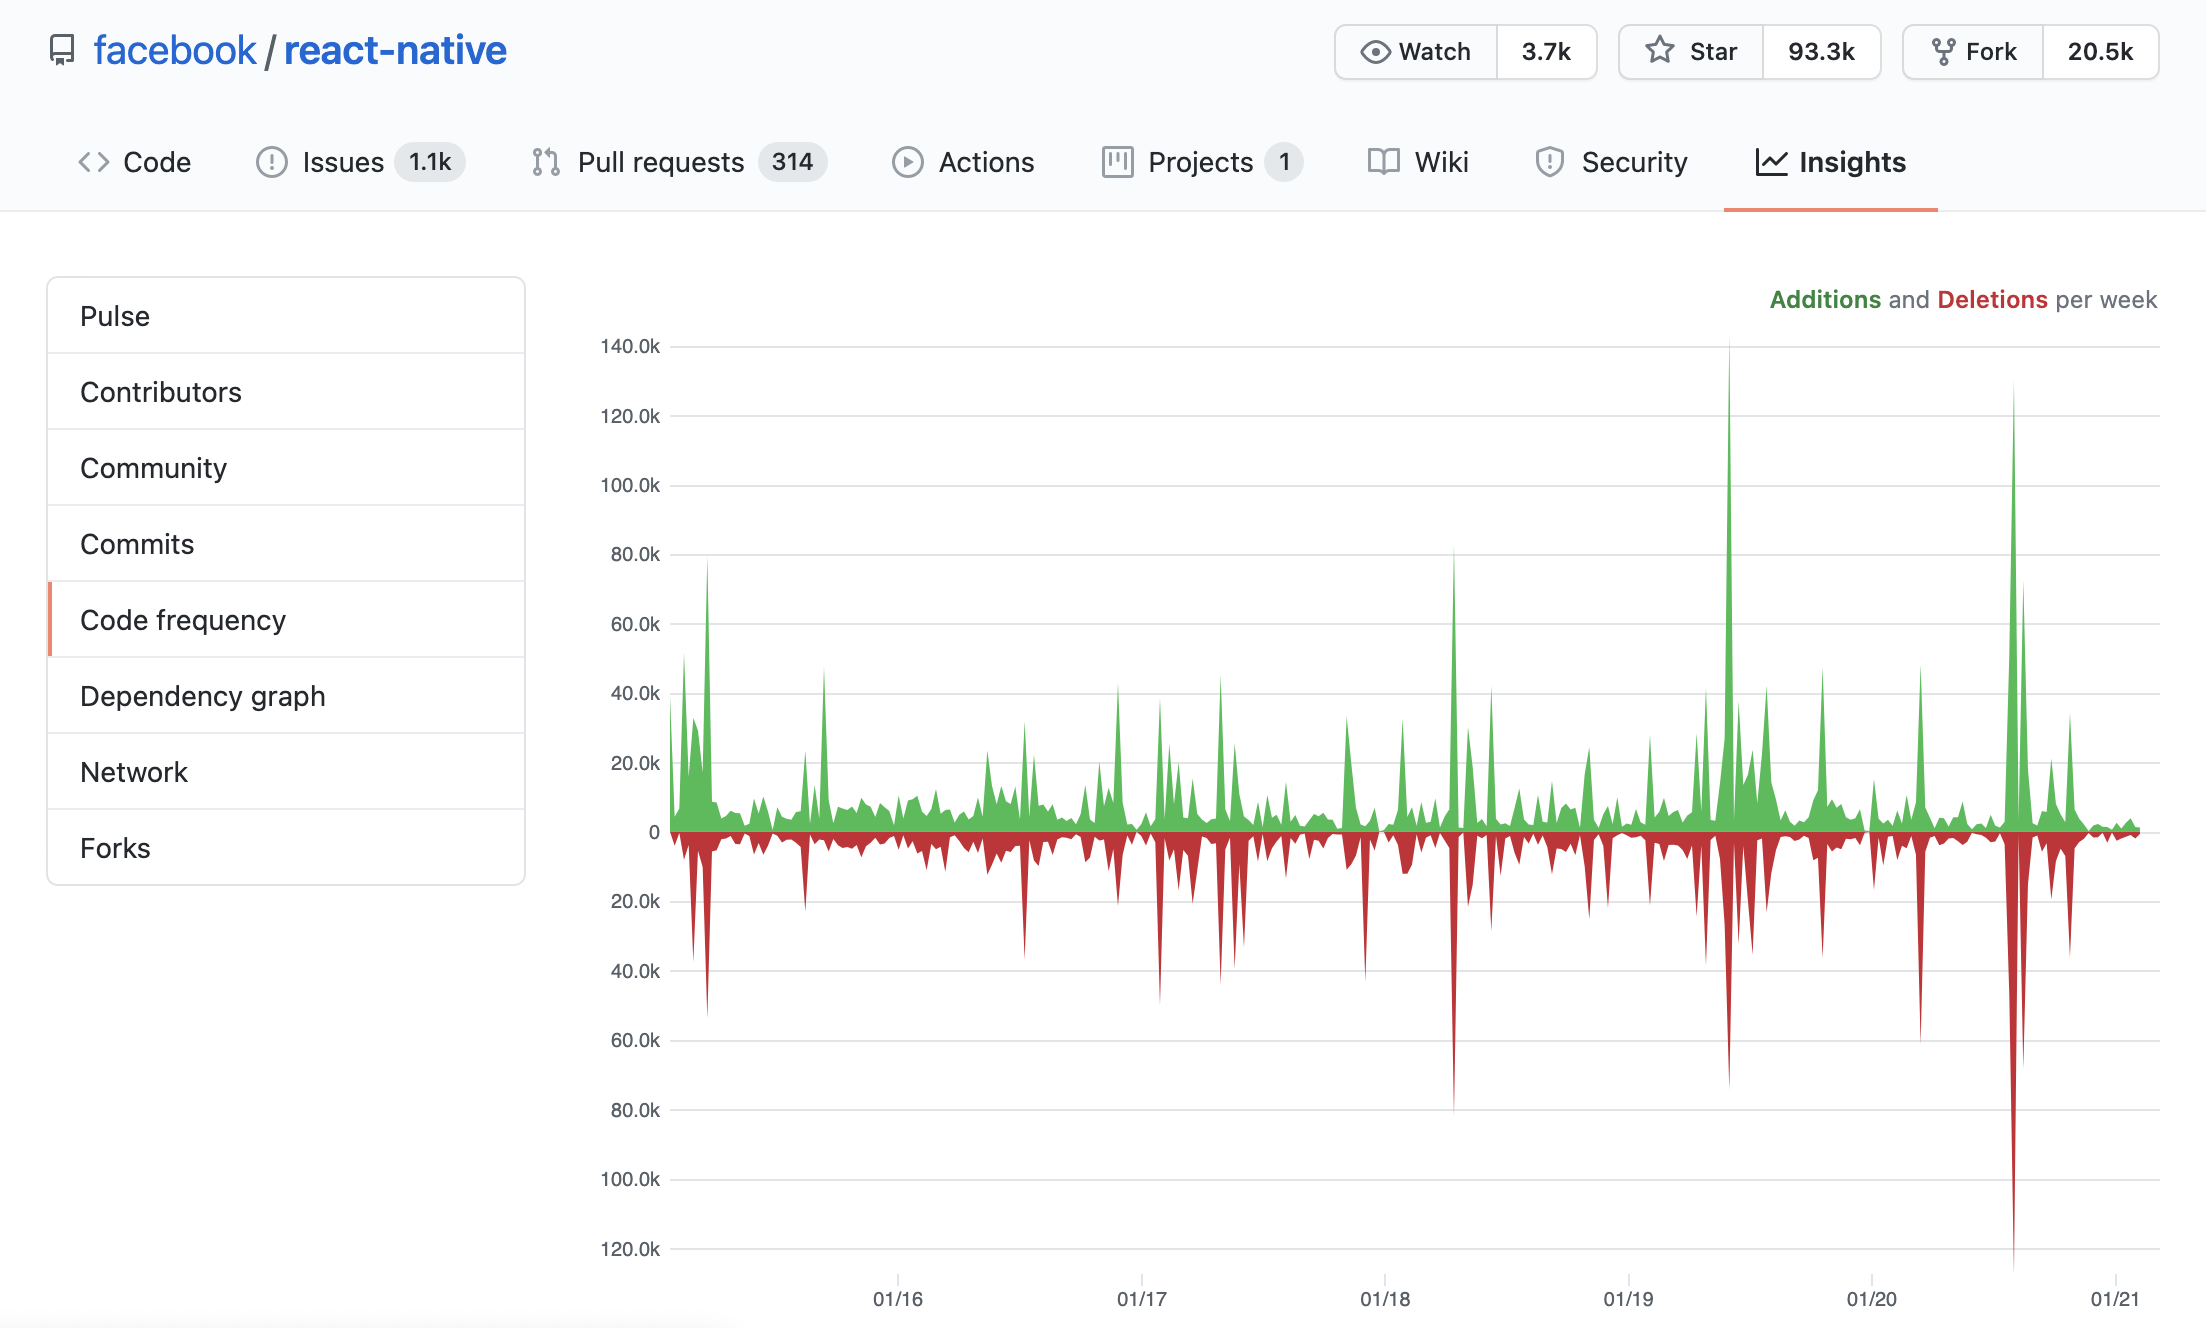 facebook / react-native
Watch 3.7k Star 93.3k Fork 20.5k
Code Issues 1.1k Pull requests 314 Actions Projects 1 Wiki Security Insights
Pulse
Contributors
Community
Commits
Code frequency
Dependency graph
Network
Forks
Additions and Deletions per week
140.0k
120.0k
100.0k
80.0k
60.0k
40.0k
20.0k
0
20.0k
40.0k
60.0k
80.0k
100.0k
120.0k
01/16 01/17 01/18 01/19 01/20 01/21